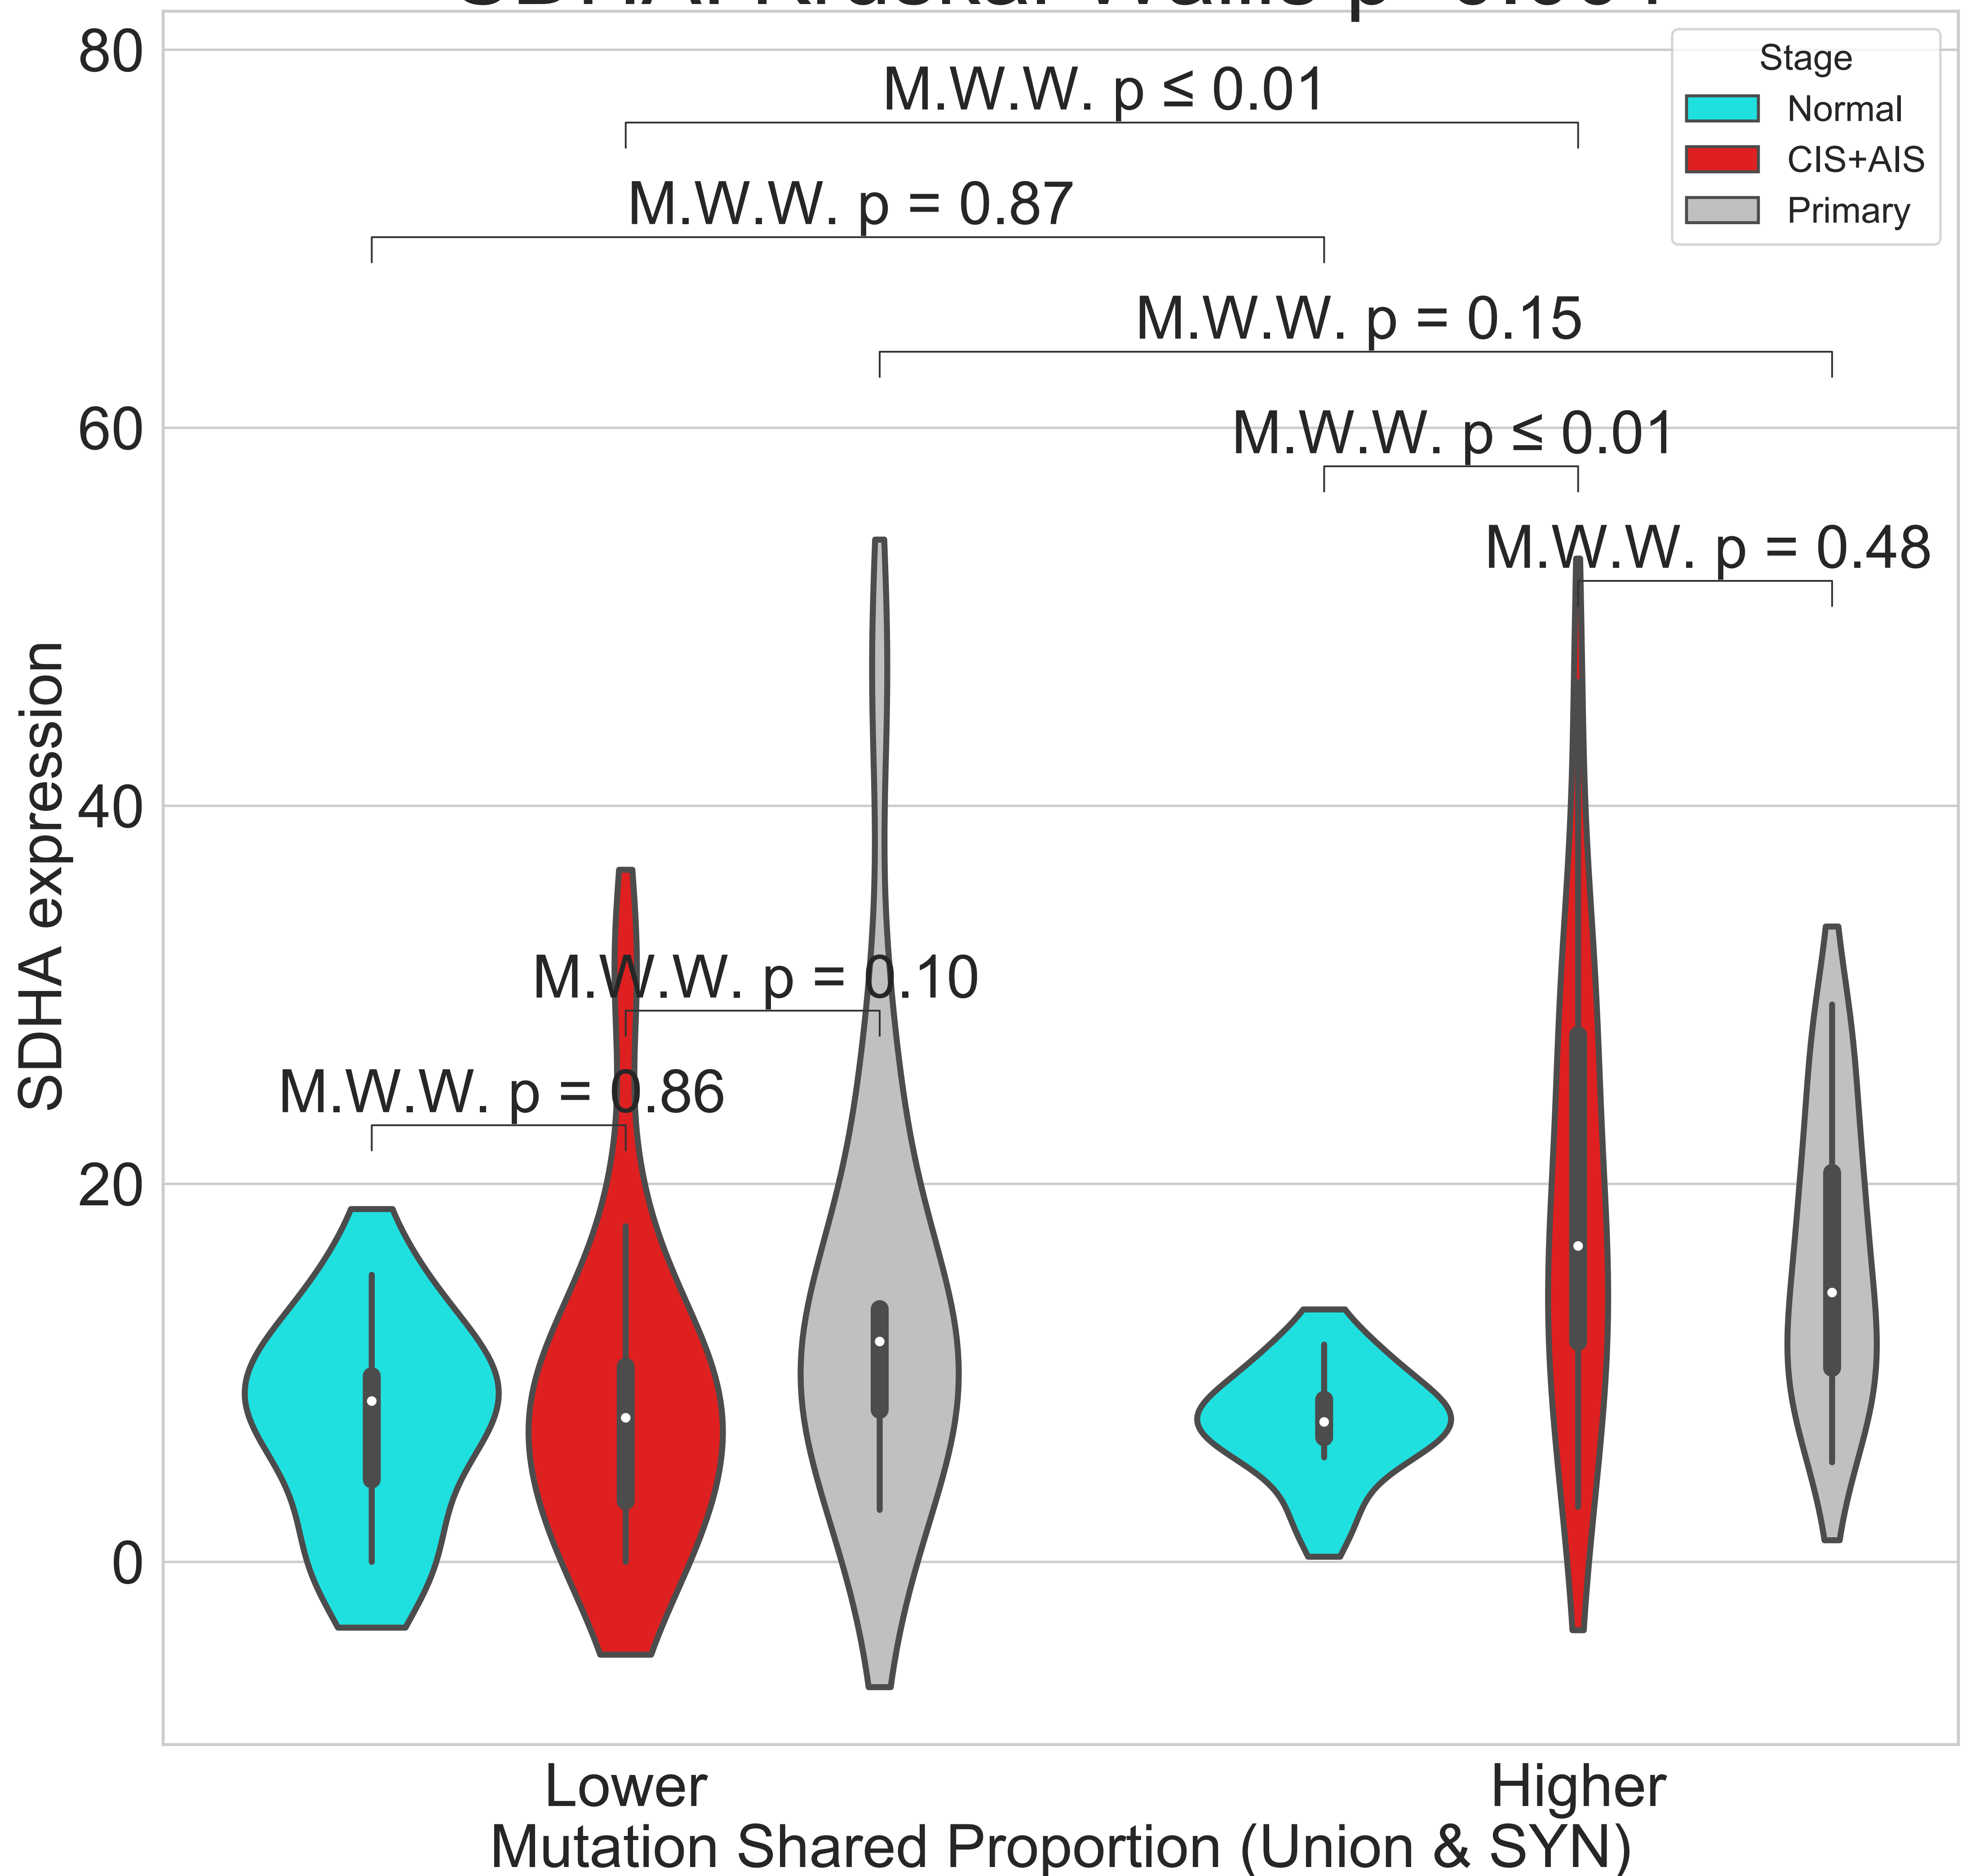 80
60
40
20
0
SDHA expression
M.W.W. p ≤ 0.01
M.W.W. p = 0.87
M.W.W. p = 0.15
M.W.W. p ≤ 0.01
M.W.W. p = 0.48
M.W.W. p = 0.10
M.W.W. p = 0.86
Stage
Normal
CIS+AIS
Primary
Lower
Higher
Mutation Shared Proportion (Union & SYN)